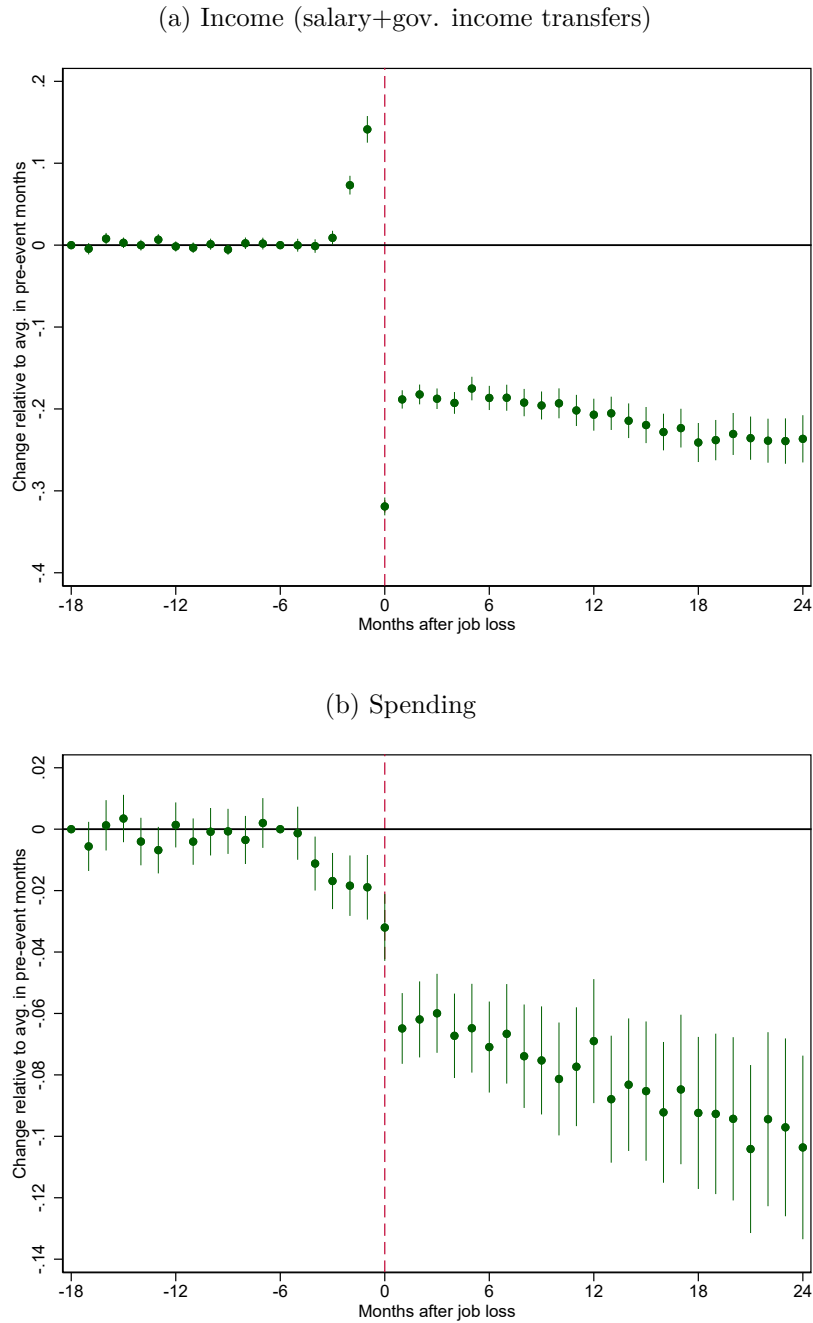 (a) Income (salary+gov. income transfers)
Change relative to avg. in pre-event months
.2
.1
0
-.1
-.2
-.3
-.4
-18 -12 -6 0 6 12 18 24
Months after job loss
(b) Spending
Change relative to avg. in pre-event months
.02
0
-.02
-.04
-.06
-.08
-.1
-.12
-.14
-18 -12 -6 0 6 12 18 24
Months after job loss